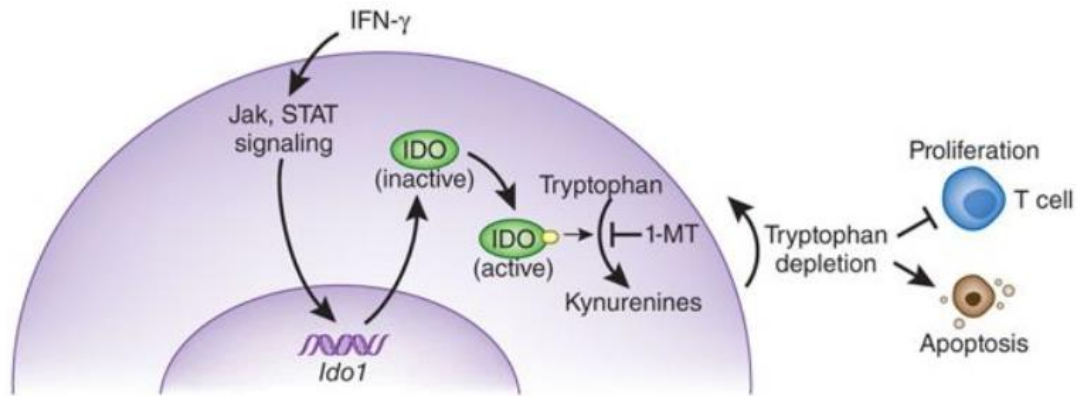 IFN-γ
Jak, STAT
signaling
IDO
(inactive)
Tryptophan
IDO
(active)
1-MT
Kynurenines
Ido1
Tryptophan
depletion
Proliferation
T cell
Apoptosis